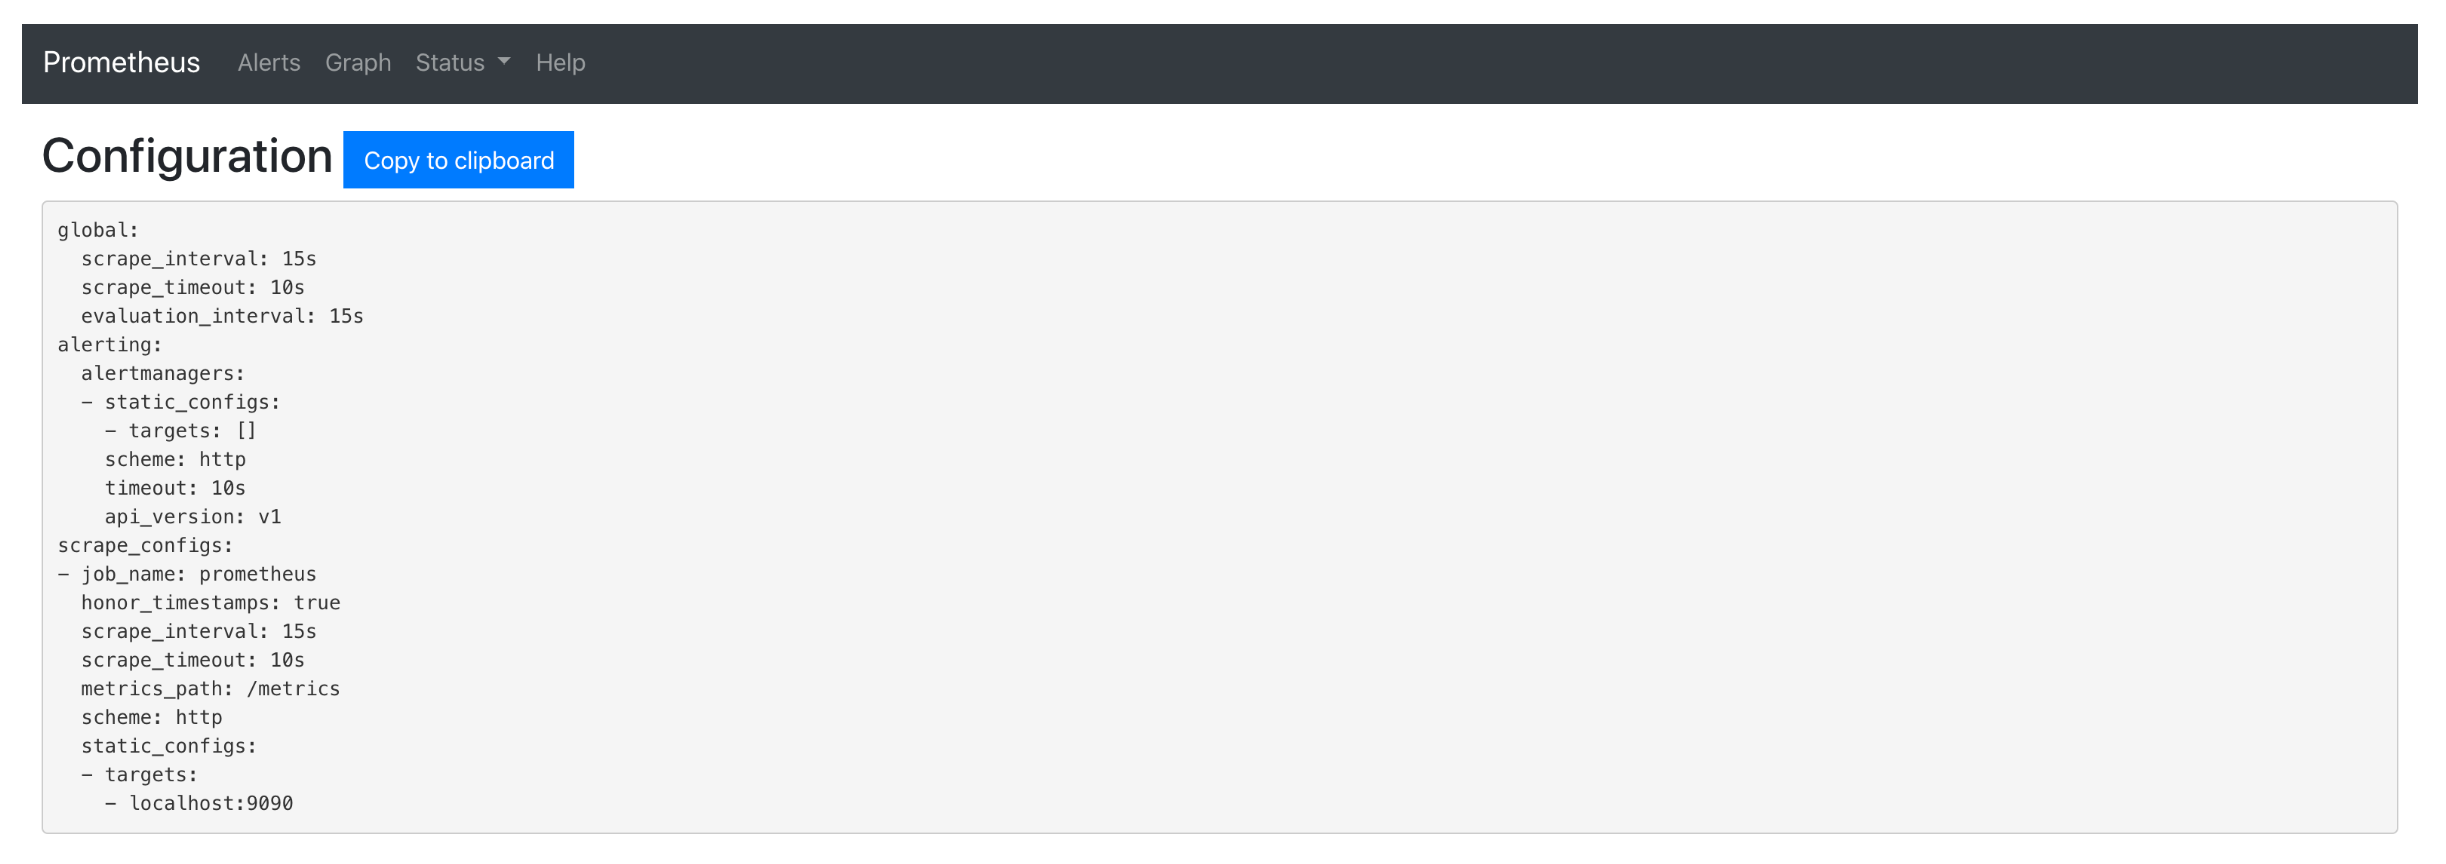 Prometheus Alerts Graph Status Help
Configuration Copy to clipboard
global:
  scrape_interval: 15s
  scrape_timeout: 10s
  evaluation_interval: 15s
alerting:
  alertmanagers:
  - static_configs:
    - targets: []
    scheme: http
    timeout: 10s
    api_version: v1
scrape_configs:
- job_name: prometheus
  honor_timestamps: true
  scrape_interval: 15s
  scrape_timeout: 10s
  metrics_path: /metrics
  scheme: http
  static_configs:
  - targets:
    - localhost:9090